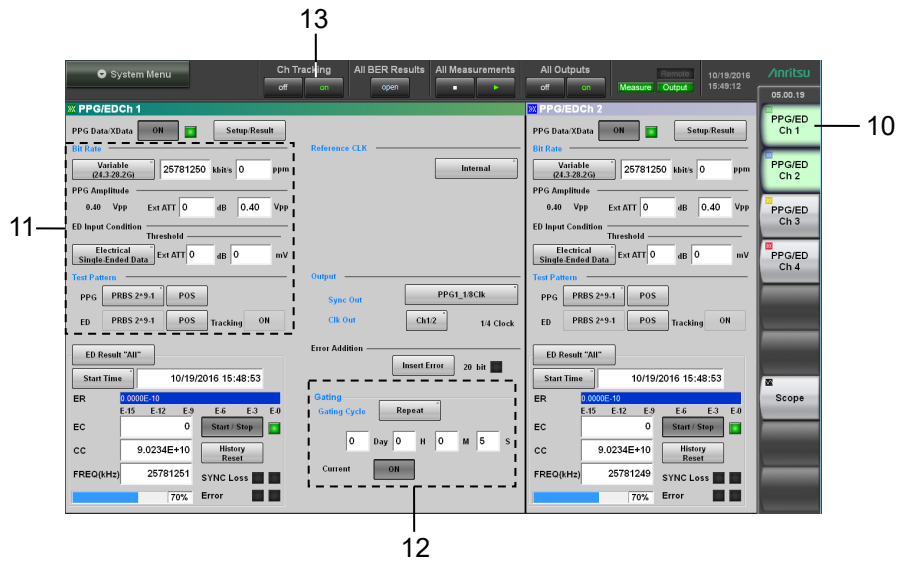 13
System Menu
Ch Tracking
off on
All BER Results
open
All Measurements
All Outputs
off on
Remote
Measure Output
10/19/2016
15:49:12
Anritsu
05.00.19
PPG/EDCh 1
PPG Data/XData ON Setup/Result
Bit Rate
Variable
(24.3-28.2G)
25781250 kbit/s 0 ppm
PPG Amplitude
0.40 Vpp Ext ATT 0 dB 0.40 Vpp
ED Input Condition
Threshold
Electrical
Single-Ended Data
Ext ATT 0 dB 0 mV
Test Pattern
PPG PRBS 2^9-1 POS
ED PRBS 2^9-1 POS Tracking ON
ED Result "All"
Start Time 10/19/2016 15:48:53
ER 0.0000E-10
E-15 E-12 E-9 E-6 E-3 E-0
EC 0 Start / Stop
CC 9.0234E+10 History
Reset
FREQ(kHz) 25781251 SYNC Loss
70% Error
Reference CLK
Internal
Output
Sync Out PPG1_1/8Clk
Clk Out Ch1/2 1/4 Clock
Error Addition
Insert Error 20 bit
Gating
Gating Cycle Repeat
0 Day 0 H 0 M 5 S
Current ON
PPG/EDCh 2
PPG Data/XData ON Setup/Result
Bit Rate
Variable
(24.3-28.2G)
25781250 kbit/s 0 ppm
PPG Amplitude
0.40 Vpp Ext ATT 0 dB 0.40 Vpp
ED Input Condition
Threshold
Electrical
Single-Ended Data
Ext ATT 0 dB 0 mV
Test Pattern
PPG PRBS 2^9-1 POS
ED PRBS 2^9-1 POS Tracking ON
ED Result "All"
Start Time 10/19/2016 15:48:53
ER 0.0000E-10
E-15 E-12 E-9 E-6 E-3 E-0
EC 0 Start / Stop
CC 9.0234E+10 History
Reset
FREQ(kHz) 25781249 SYNC Loss
70% Error
PPG/ED
Ch 1
PPG/ED
Ch 2
PPG/ED
Ch 3
PPG/ED
Ch 4
Scope
10
11
12